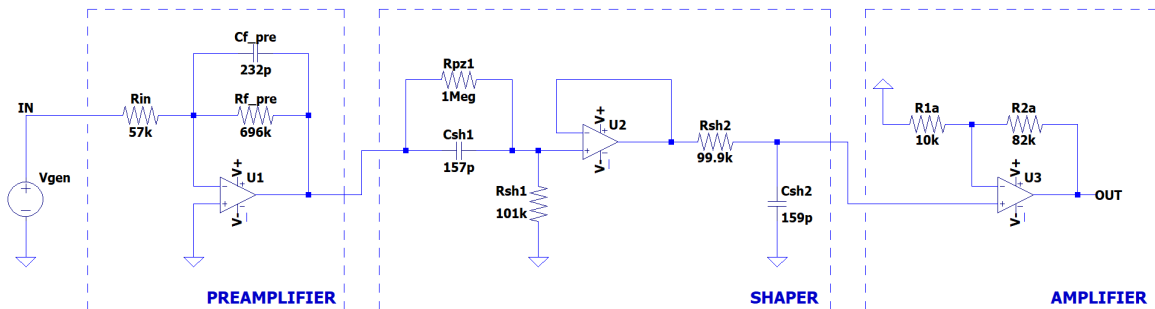 Cf_pre
232p
Rpz1
1Meg
IN
Rin
57k
Rf_pre
696k
Csh1
157p
V+
U2
V-
Rsh2
99.9k
R1a
10k
R2a
82k
Vgen
V+
U1
V-
Rsh1
101k
Csh2
159p
V+
U3
V-
OUT
PREAMPLIFIER
SHAPER
AMPLIFIER